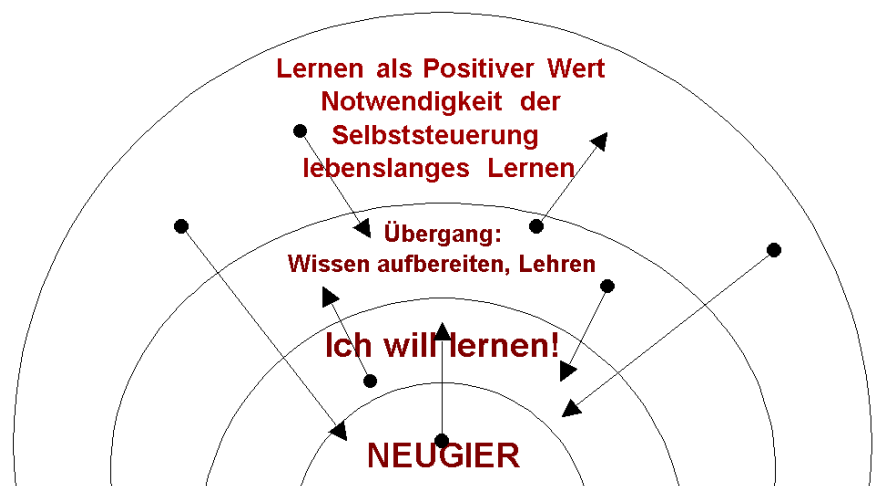 Lernen als Positiver Wert
Notwendigkeit der
Selbststeuerung
lebenslanges Lernen
Übergang:
Wissen aufbereiten, Lehren
Ich will lernen!
NEUGIER